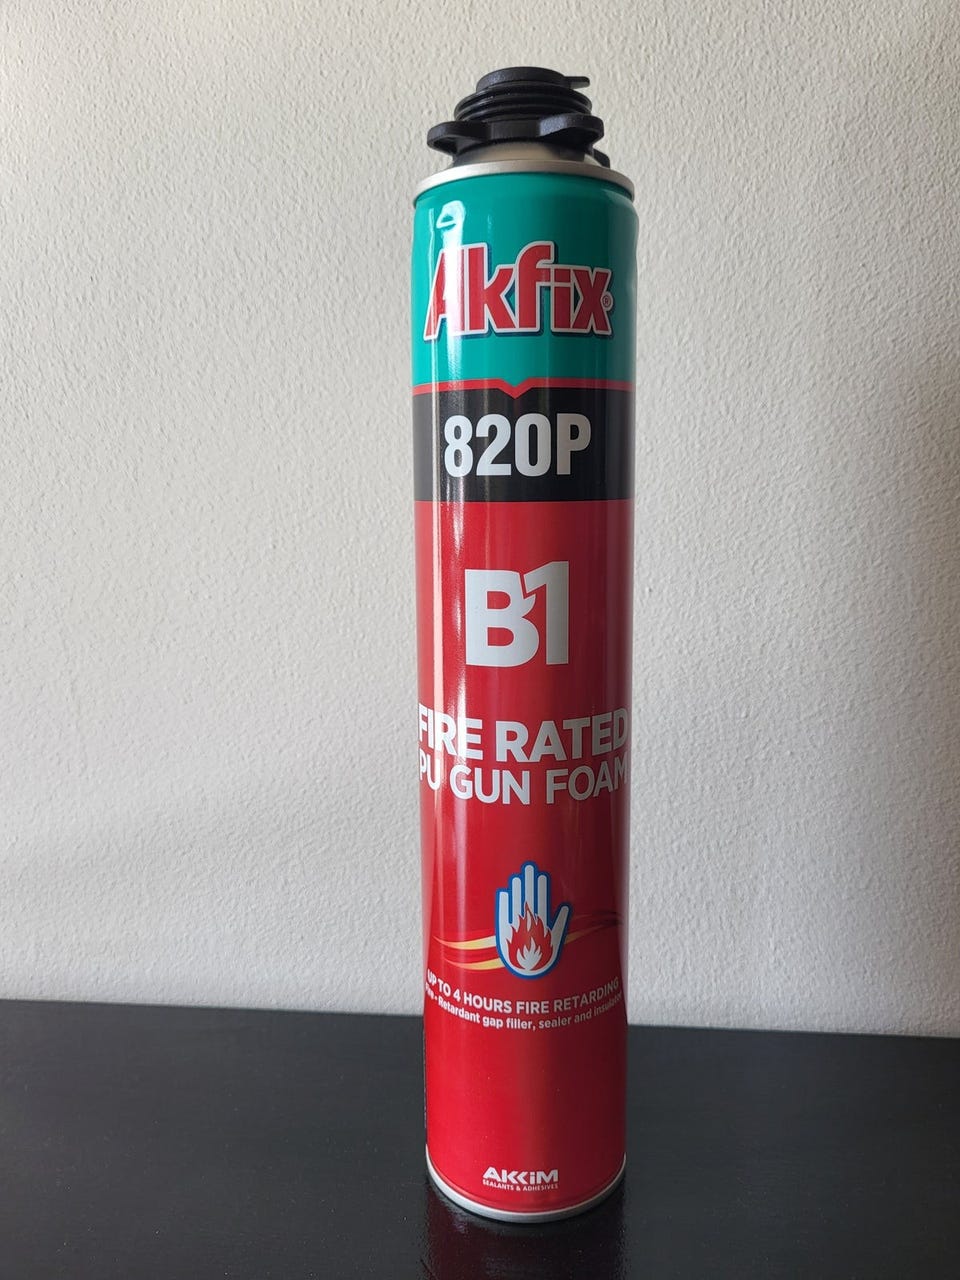 Akfix®
820P
B1
FIRE RATED
PU GUN FOAM
UP TO 4 HOURS FIRE RETARDING
Fire - Retardant gap filler, sealer and insulator
AKKiM
SEALANTS & ADHESIVES